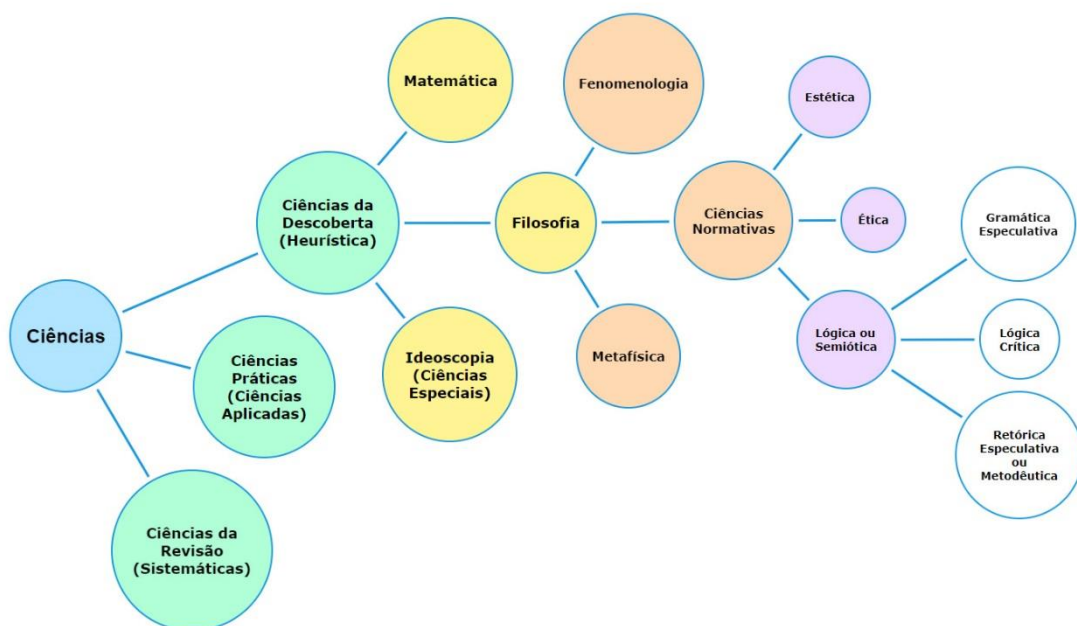 Ciências
Ciências da
Descoberta
(Heurística)
Ciências
Práticas
(Ciências
Aplicadas)
Ciências da
Revisão
(Sistemáticas)
Matemática
Filosofia
Ideoscopia
(Ciências
Especiais)
Fenomenologia
Ciências
Normativas
Metafísica
Estética
Ética
Lógica ou
Semiótica
Gramática
Especulativa
Lógica
Crítica
Retórica
Especulativa
ou
Metodêutica